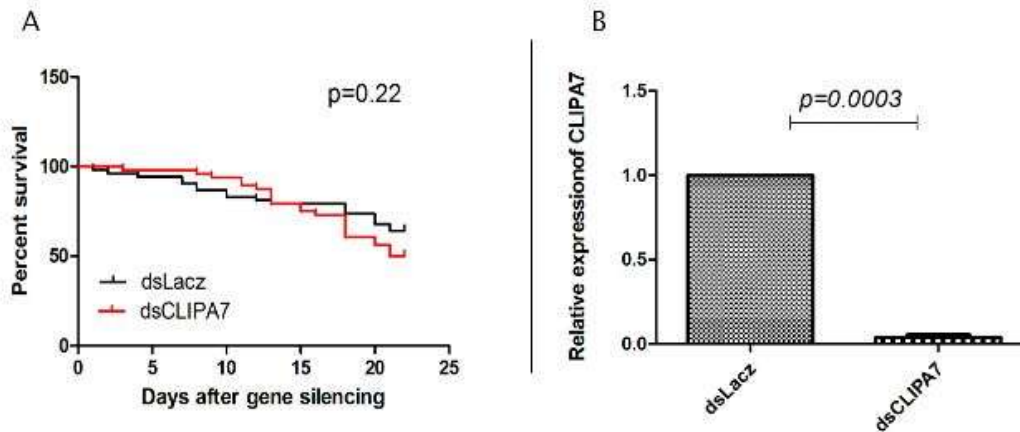 A
Percent survival
150
100
50
0
p=0.22
dsLacz
dsCLIPA7
0 5 10 15 20 25
Days after gene silencing
B
Relative expressionof CLIPA7
1.5
1.0
0.5
0.0
p=0.0003
dsLacz
dsCLIPA7